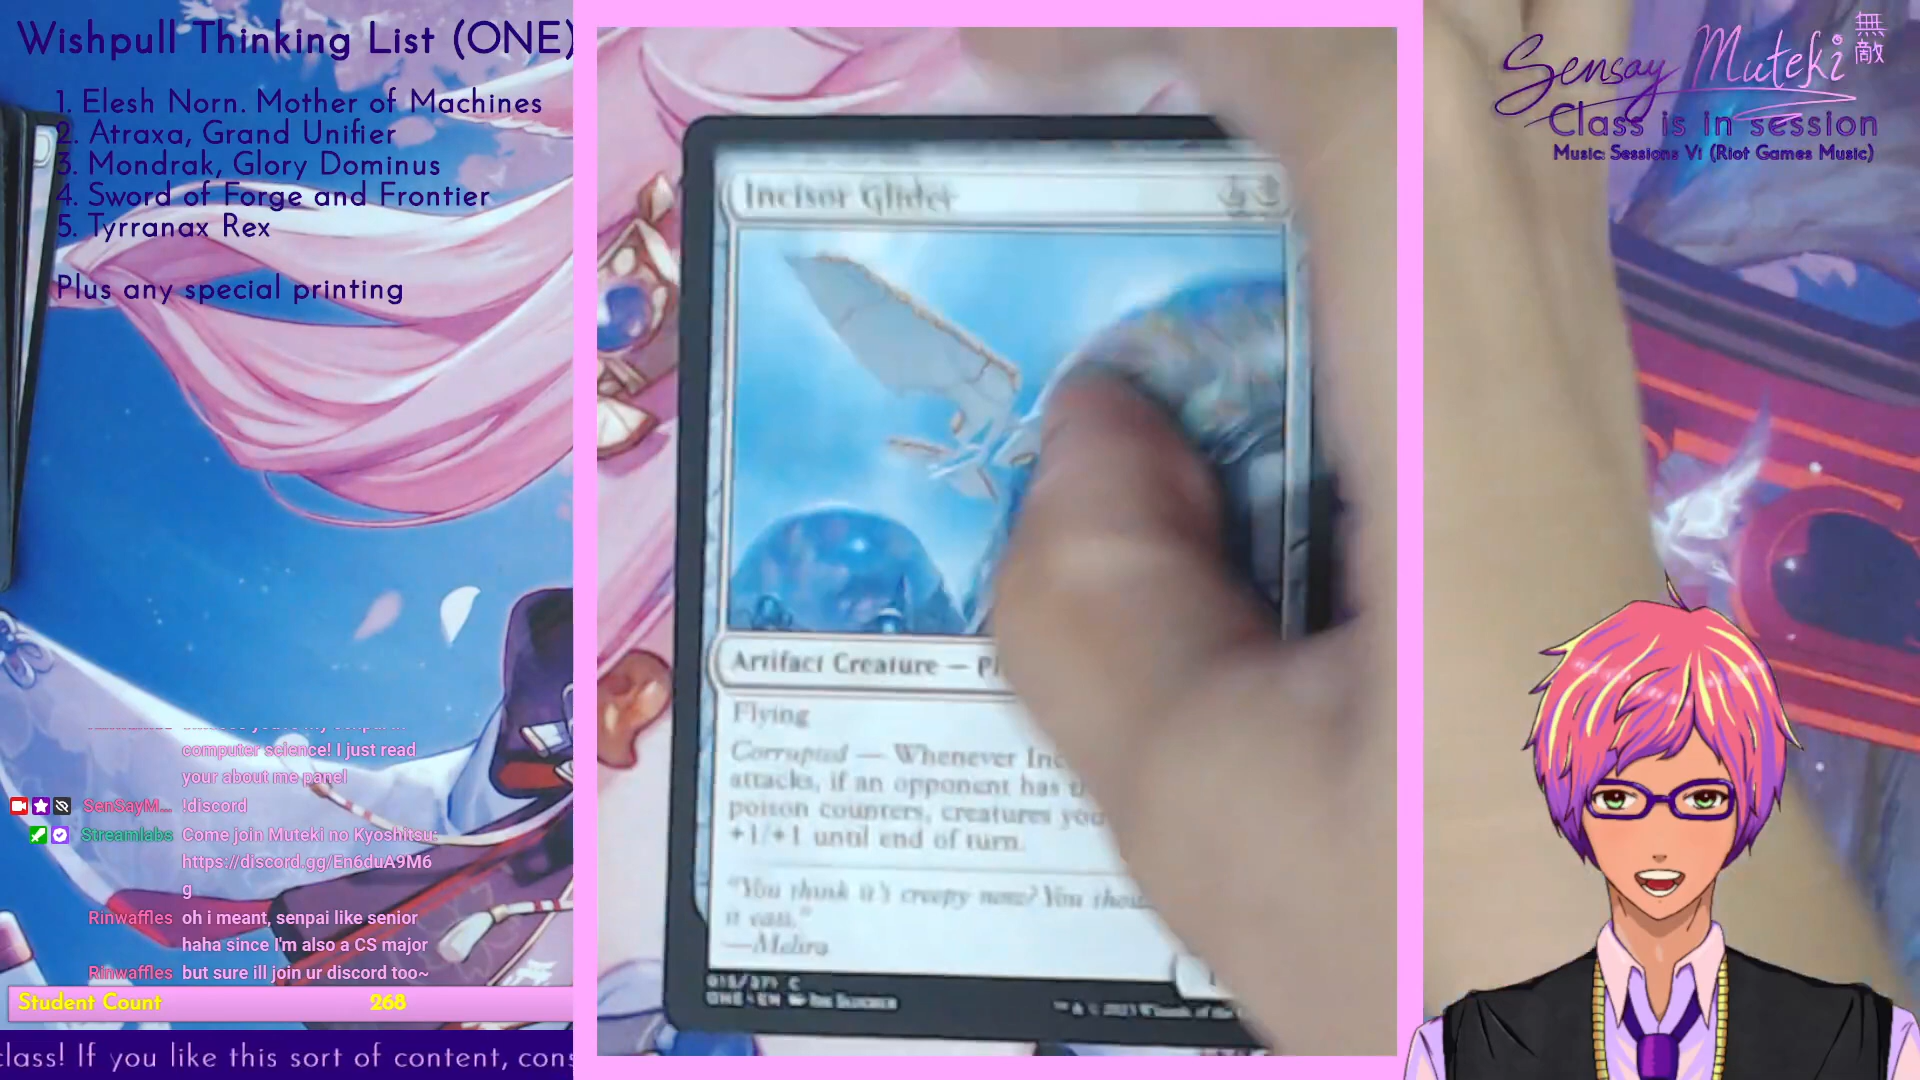 Wishpull Thinking List (ONE)
1. Elesh Norn. Mother of Machines
2. Atraxa, Grand Unifier
3. Mondrak, Glory Dominus
4. Sword of Forge and Frontier
5. Tyrranax Rex
Plus any special printing
computer science! I just read
your about me panel
SenSayM... !discord
Streamlabs Come join Muteki no Kyoshitsu:
https://discord.gg/En6duA9M6
g
Rinwaffles oh i meant, senpai like senior
haha since I'm also a CS major
Rinwaffles but sure ill join ur discord too~
Student Count 268
class! If you like this sort of content, cons
Incisor Glider
Artifact Creature —
Flying
Corrupted — Whenever Inc
attacks, if an opponent has
poison counters, creatures you
+1/+1 until end of turn.
"You think it's creepy now? You
it eats."
—Melira
ONE • EN
Sensay Muteki 無敵
Class is in session
Music: Sessions Vi (Riot Games Music)